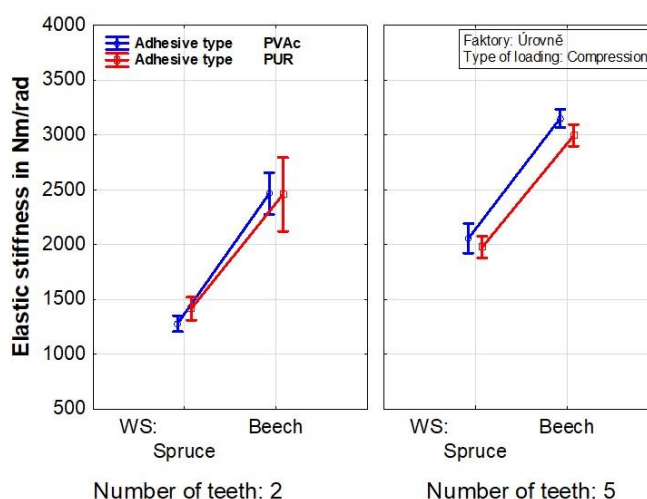 Elastic stiffness in Nm/rad
4000
3500
3000
2500
2000
1500
1000
500
Adhesive type PVAc
Adhesive type PUR
Faktory: Úrovně
Type of loading: Compression
WS: Beech
Spruce
WS: Beech
Spruce
Number of teeth: 2
Number of teeth: 5